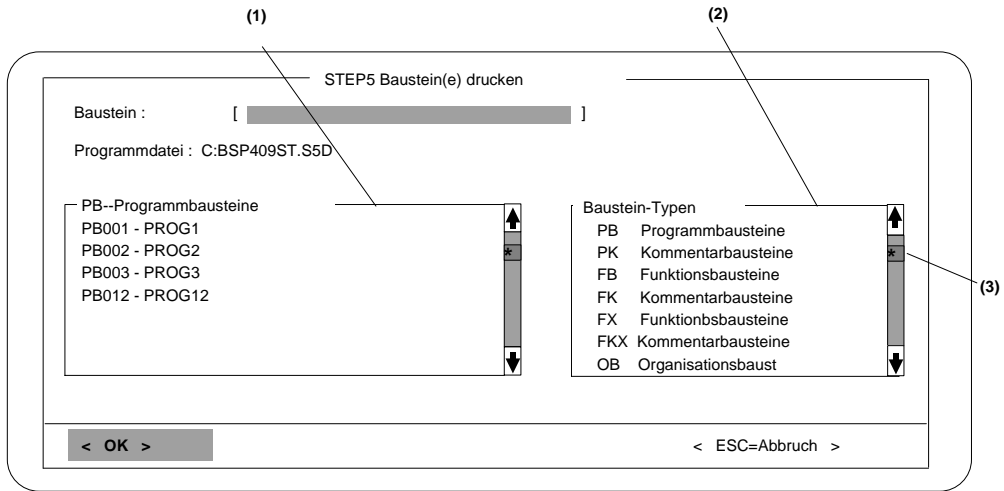 (1)
(2)
STEP5 Baustein(e) drucken
Baustein : [ ]
Programmdatei : C:BSP409ST.S5D
PB--Programmbausteine
PB001 - PROG1
PB002 - PROG2
PB003 - PROG3
PB012 - PROG12
*
Baustein-Typen
PB Programmbausteine
PK Kommentarbausteine
FB Funktionsbausteine
FK Kommentarbausteine
FX Funktionbsbausteine
FKX Kommentarbausteine
OB Organisationsbaust
*
(3)
< OK >
< ESC=Abbruch >